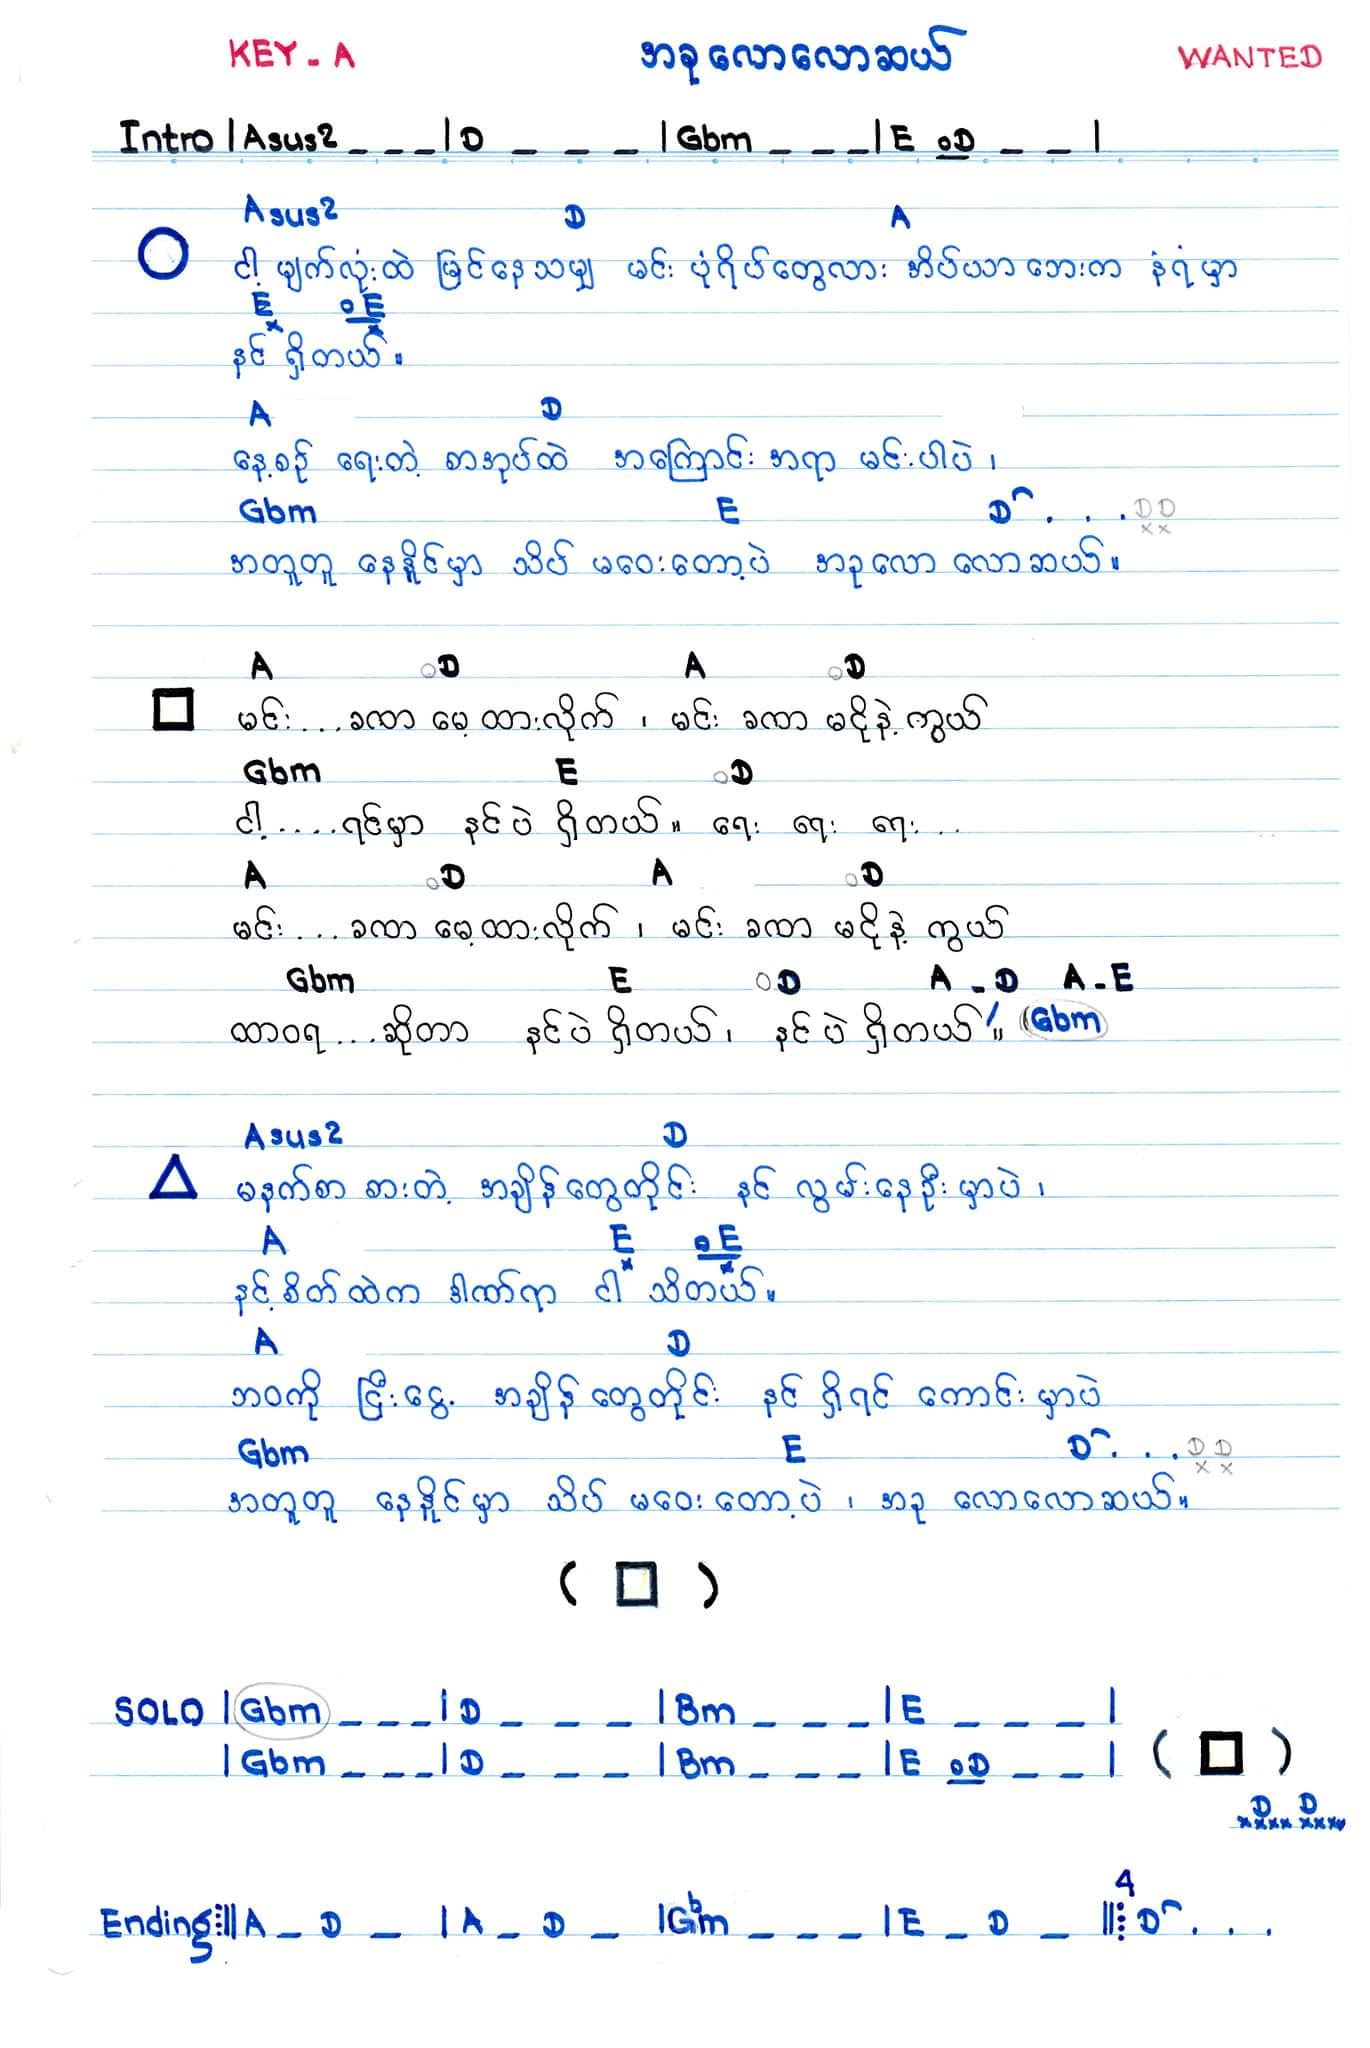 KEY - A အခုလောလောဆယ် WANTED
Intro | Asus2 _ _ _ | D _ _ _ | Gbm _ _ _ | E oD _ _ |
Asus2 D A
ငါ့ မျက်လုံးထဲ မြင်နေသမျှ မင်း ပုံရိပ်တွေလား အိပ်ယာဘေးက နံရံမှာ
E oE
x x
နင် ရှိတယ်။
A D
နေ့စဉ် ရေးတဲ့ စာအုပ်ထဲ အကြောင်းအရာ မင်းပါပဲ ၊
Gbm E D . . . DD
x x
အတူတူ နေနိူင်မှာ သိပ် မဝေးတော့ပဲ အခုလော လောဆယ်။
A oD A oD
မင်း... ခဏာ မေ့ထားလိုက် ၊ မင်း ခဏာ မငိုနဲ့ ကွယ်
Gbm E oD
ငါ့.....ရင်မှာ နင်ပဲ ရှိတယ်။ ရေး ရေး ရေး...
A oD A oD
မင်း... ခဏာ မေ့ထားလိုက် ၊ မင်း ခဏာ မငိုနဲ့ ကွယ်
Gbm E oD A - D A - E
ထာဝရ...ဆိုတာ နင်ပဲ ရှိတယ်၊ နင်ပဲ ရှိတယ်။ (Gbm)
Asus2 D
မနက်စာ စားတဲ့ အချိန်တွေတိုင်း နင် လွမ်းနေဦးမှာပဲ ၊
A E oE
x x
နင့်စိတ်ထဲက ဒါဏ်ရာ ငါ သိတယ်။
A D
ဘဝကို ငြီးငွေ့ အချိန်တွေတိုင်း နင် ရှိရင် ကောင်းမှာပဲ
Gbm E D . . . D D
x x
အတူတူ နေနိူင်မှာ သိပ် မဝေးတော့ပဲ ၊ အခု လောလောဆယ်။
( □ )
SOLO | Gbm _ _ _ | D _ _ _ | Bm _ _ _ | E _ _ _ |
| Gbm _ _ _ | D _ _ _ | Bm _ _ _ | E oD _ _ | ( □ )
D D
xxxx xxxx
4
Ending A _ D _ | A _ D _ | Gbm _ _ _ | E _ D _ D . . .